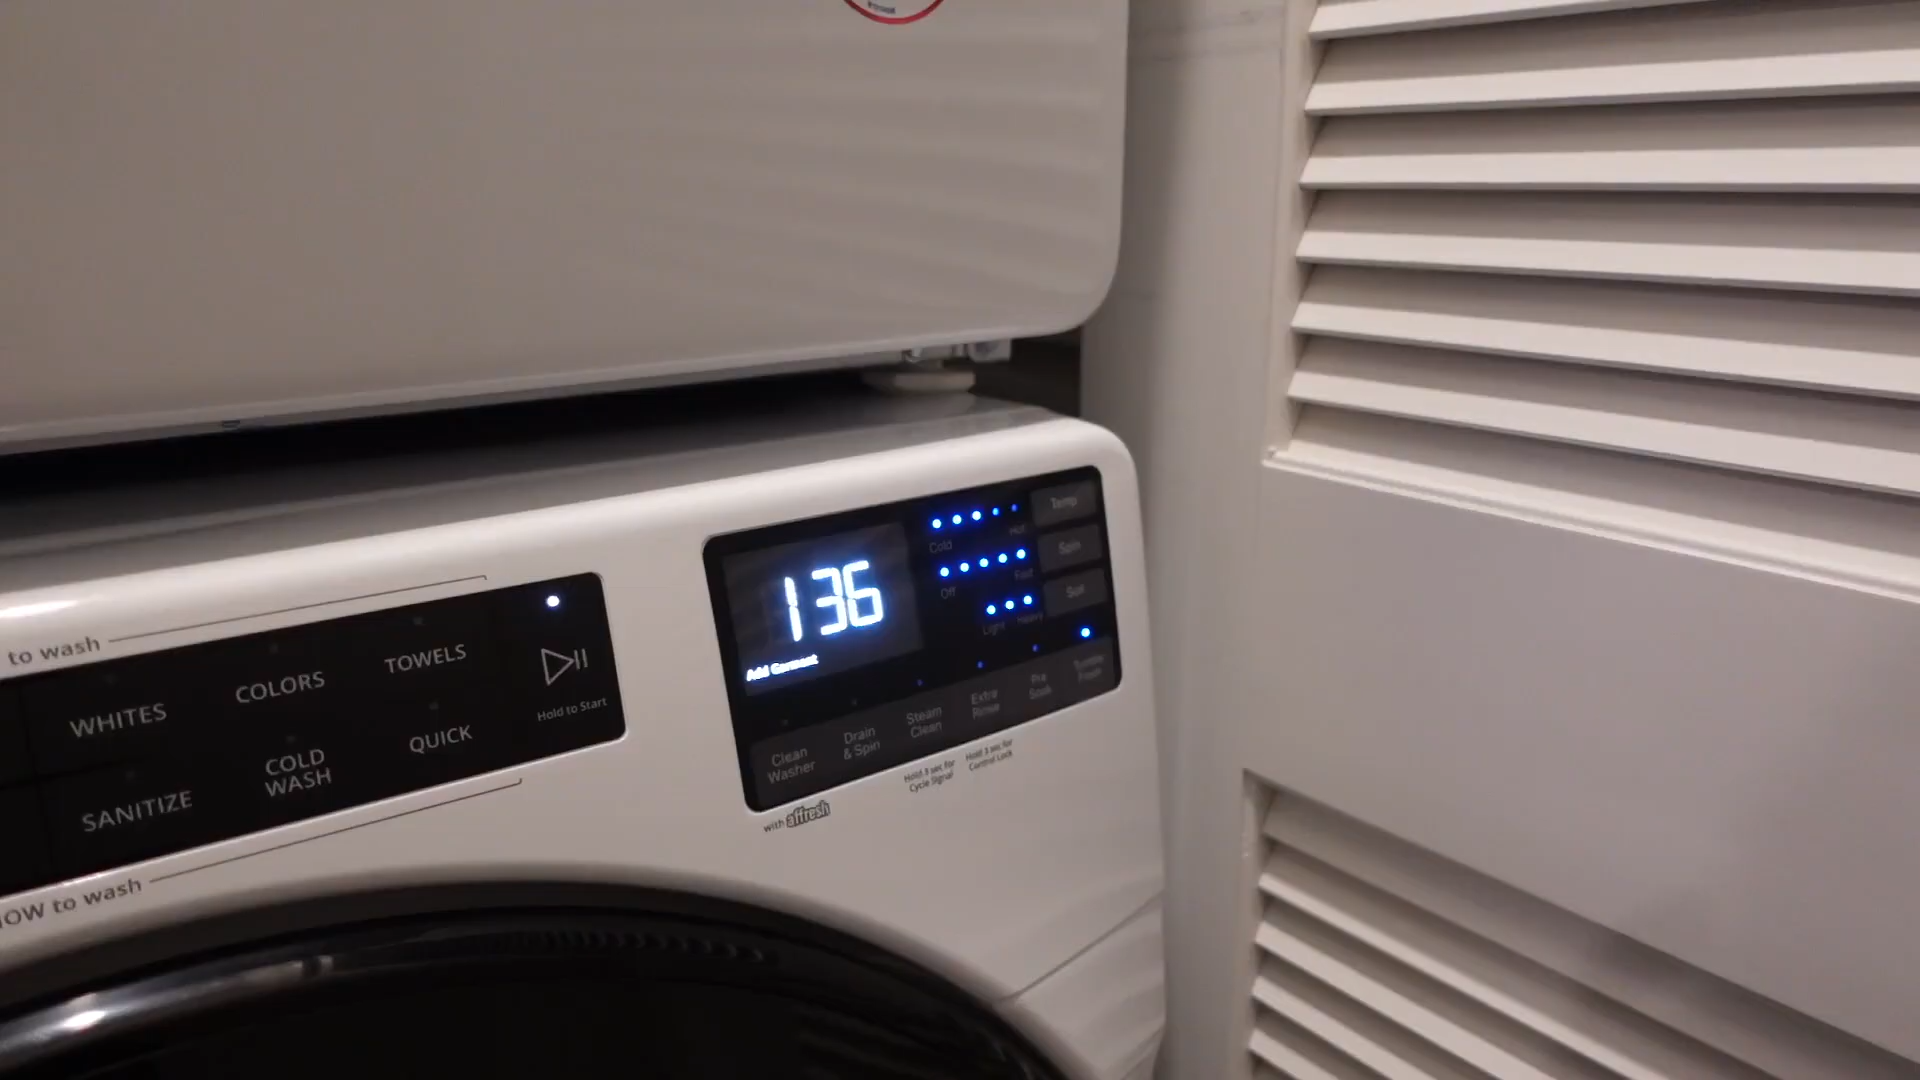 to wash
WHITES
COLORS
TOWELS
Hold to Start
SANITIZE
COLD
WASH
QUICK
OW to wash
136
Add Garment
Temp
Cold
Hot
Spin
Off
Fast
Soil
Light
Heavy
Clean
Washer
Drain
& Spin
Steam
Clean
Extra
Rinse
Pre
Soak
Tumble
Fresh
Hold 3 sec for
Cycle Signal
Hold 3 sec for
Control Lock
with affresh